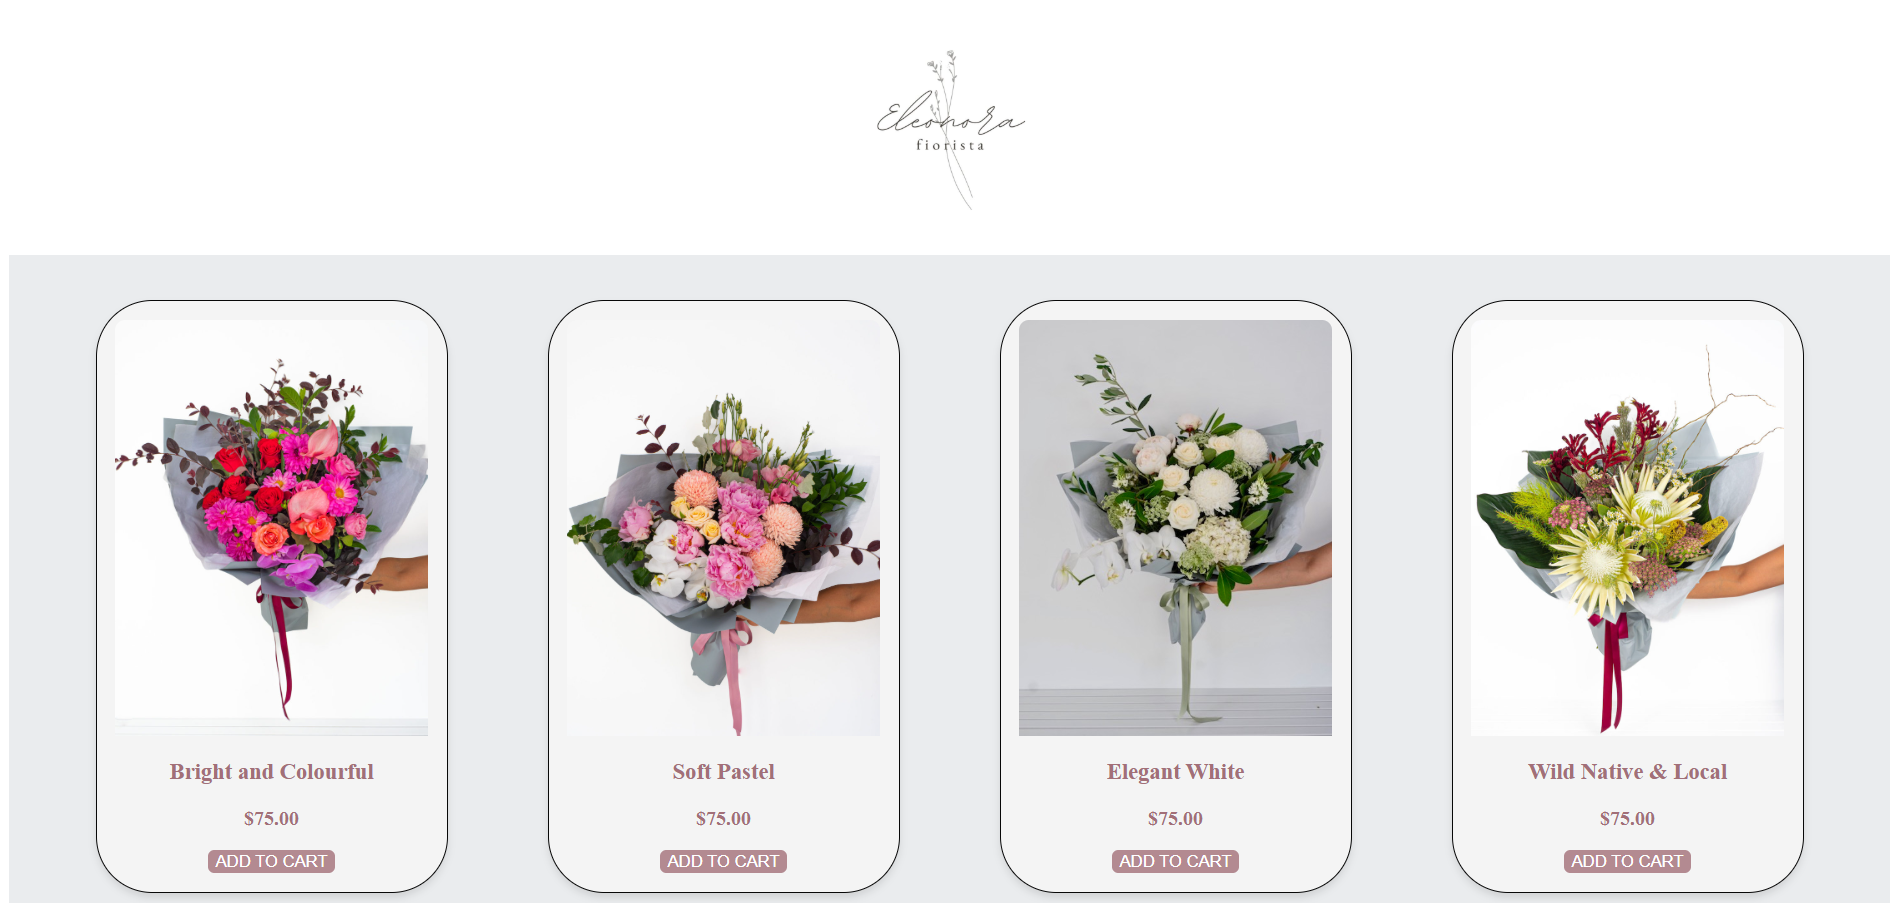 Eleonora
fiorista
Bright and Colourful
$75.00
ADD TO CART
Soft Pastel
$75.00
ADD TO CART
Elegant White
$75.00
ADD TO CART
Wild Native & Local
$75.00
ADD TO CART